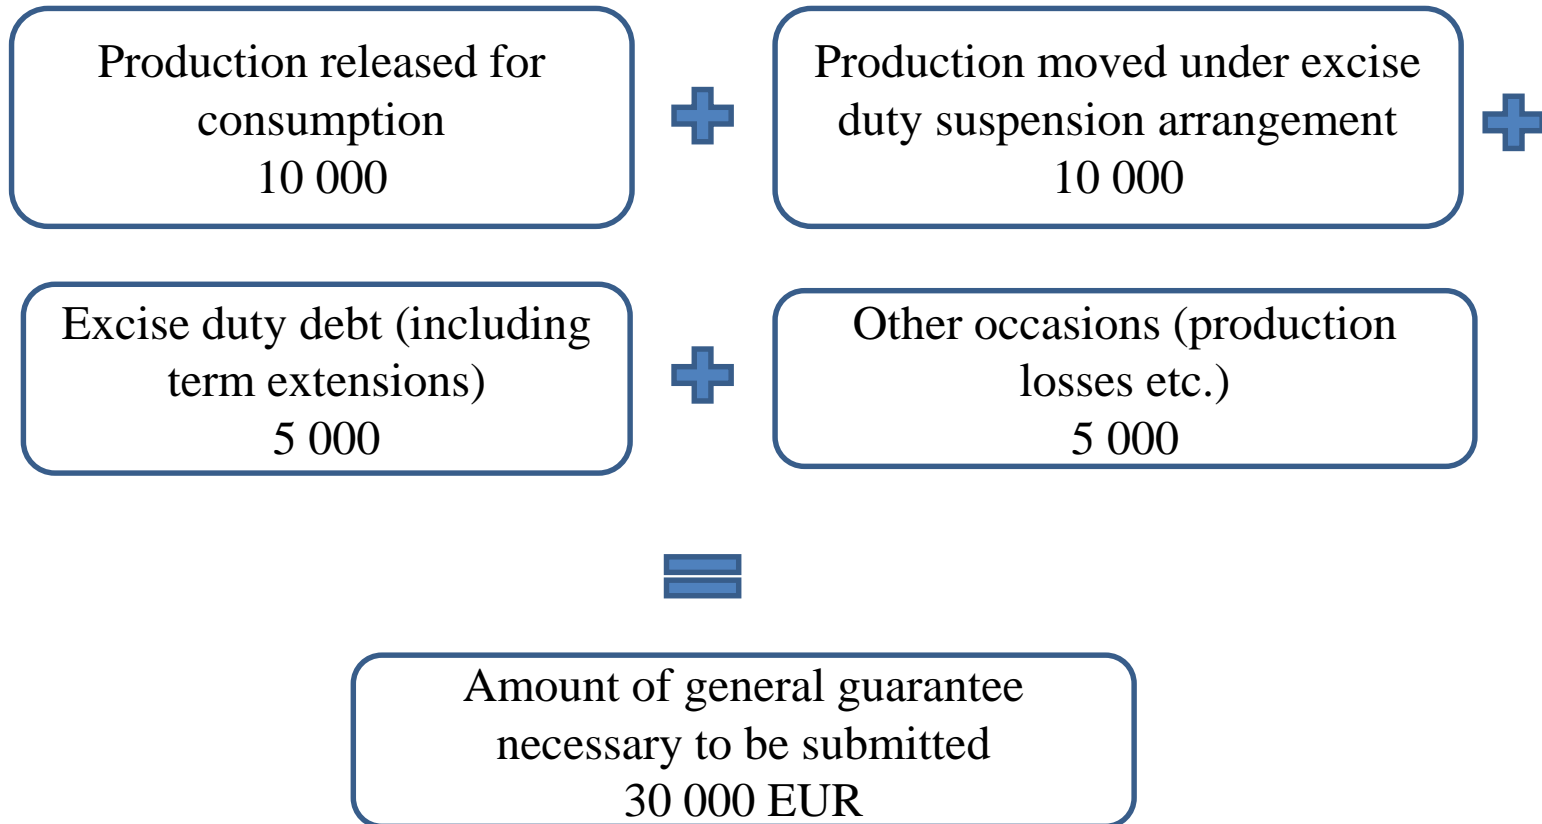 Production released for
consumption
10 000
Production moved under excise
duty suspension arrangement
10 000
Excise duty debt (including
term extensions)
5 000
Other occasions (production
losses etc.)
5 000
Amount of general guarantee
necessary to be submitted
30 000 EUR